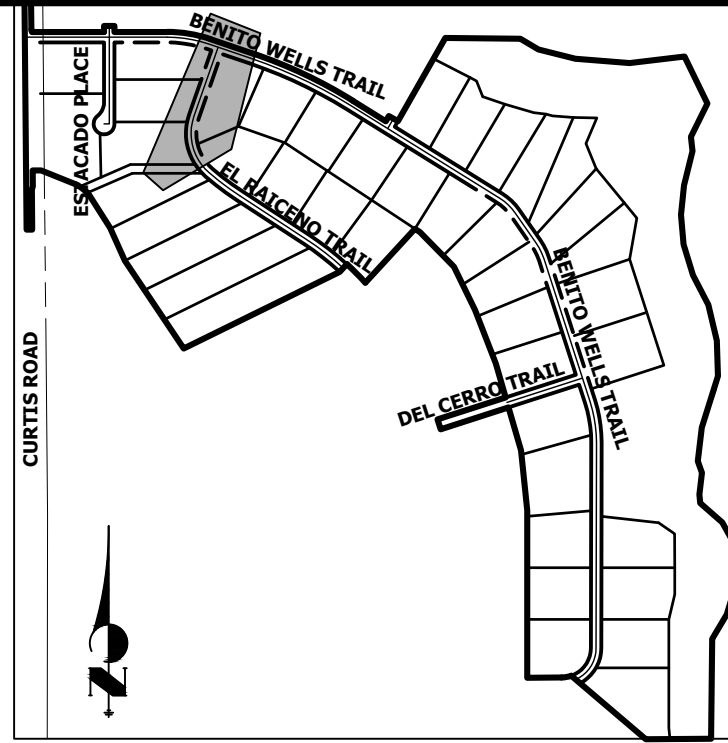 BENITO WELLS TRAIL
ESTACADO PLACE
EL RAICENO TRAIL
BENITO WELLS TRAIL
DEL CERRO TRAIL
CURTIS ROAD
N